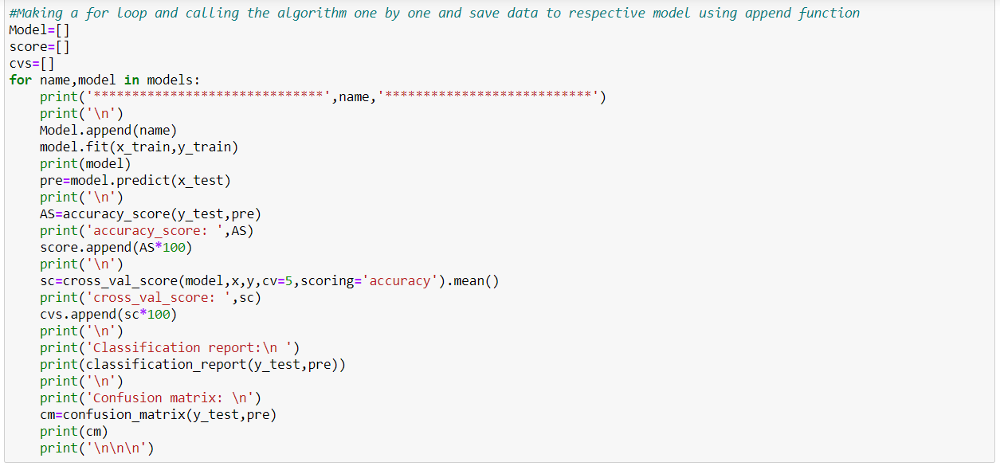 #Making a for loop and calling the algorithm one by one and save data to respective model using append function
Model=[]
score=[]
cvs=[]
for name,model in models:
    print('******************************',name,'***************************')
    print('\n')
    Model.append(name)
    model.fit(x_train,y_train)
    print(model)
    pre=model.predict(x_test)
    print('\n')
    AS=accuracy_score(y_test,pre)
    print('accuracy_score: ',AS)
    score.append(AS*100)
    print('\n')
    sc=cross_val_score(model,x,y,cv=5,scoring='accuracy').mean()
    print('cross_val_score: ',sc)
    cvs.append(sc*100)
    print('\n')
    print('Classification report:\n ')
    print(classification_report(y_test,pre))
    print('\n')
    print('Confusion matrix: \n')
    cm=confusion_matrix(y_test,pre)
    print(cm)
    print('\n\n\n')